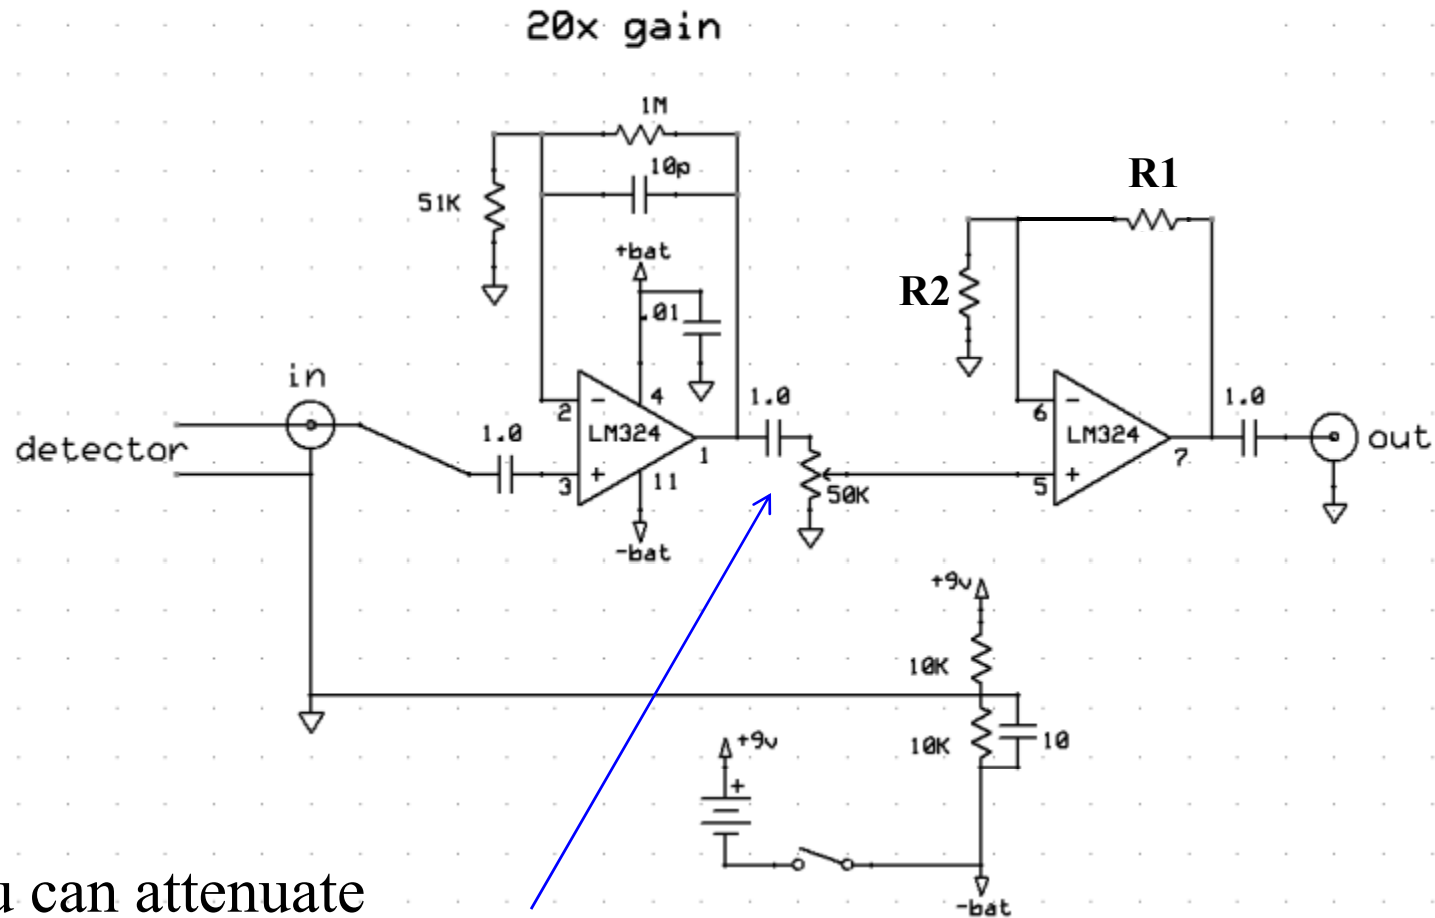 20x gain
1M
10p
51K
R1
+bat
.01
R2
in
4
1.0
1.0
2
−
LM324
1
6
−
LM324
7
1.0
detector
out
1.0
3
+
11
50K
5
+
-bat
+9v
10K
10K
10
+9v
+
can attenuate
-bat